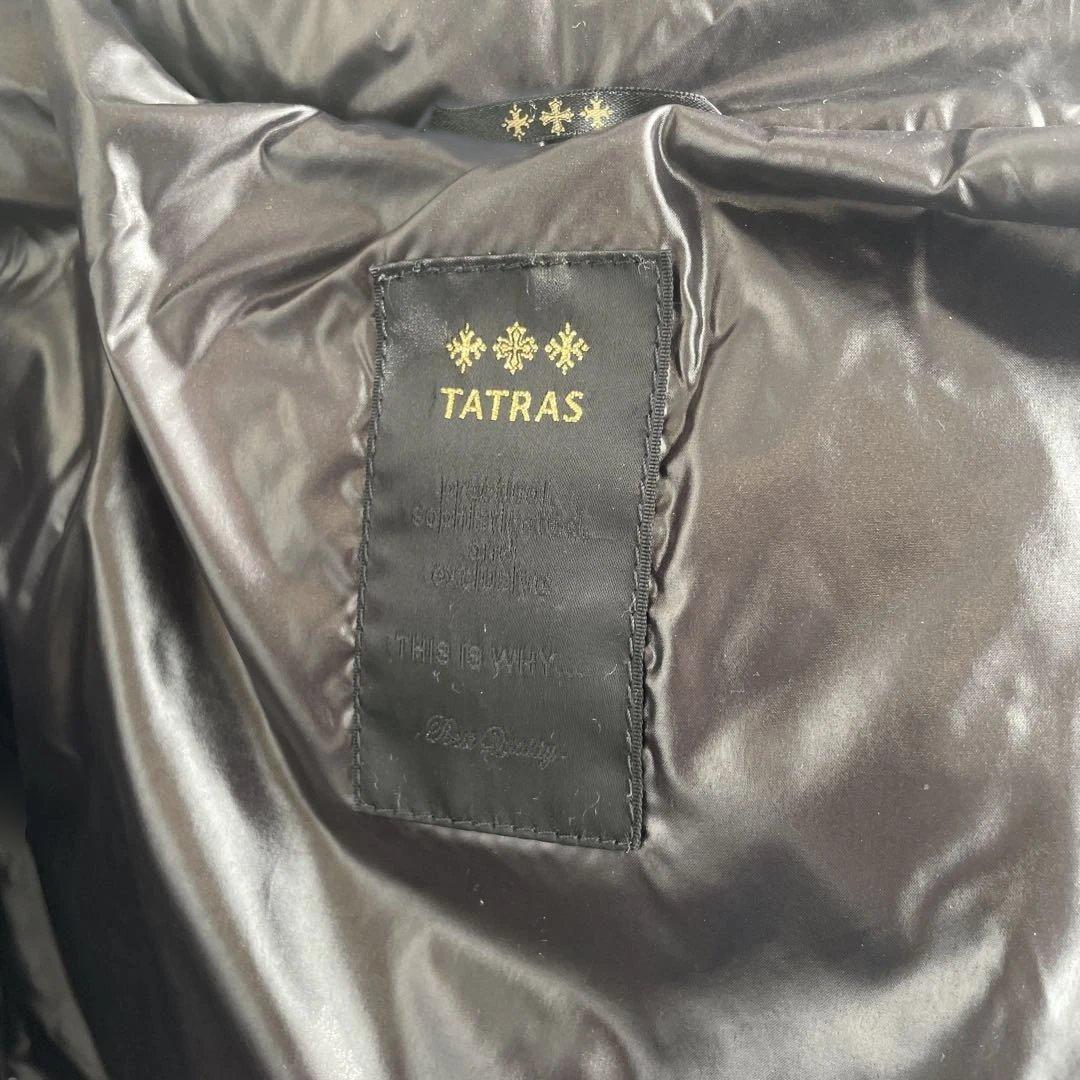 TATRAS
practical,
sophisticated,
and
exclusive
THIS IS WHY...
Best Quality.